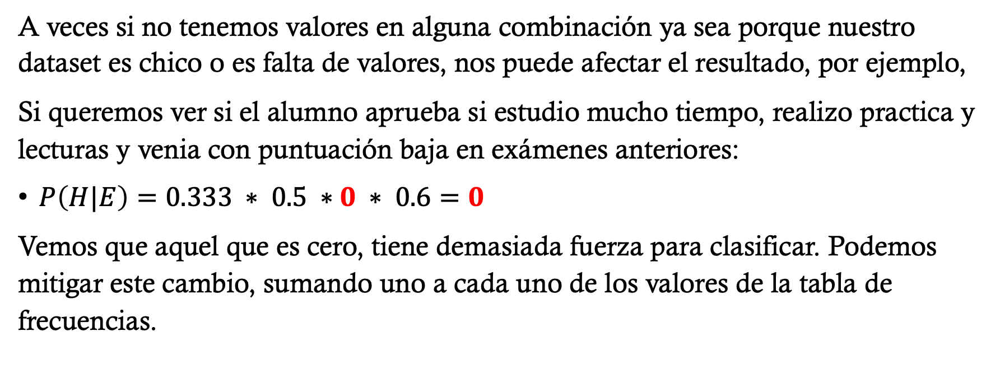 A veces si no tenemos valores en alguna combinación ya sea porque nuestro
dataset es chico o es falta de valores, nos puede afectar el resultado, por ejemplo,
Si queremos ver si el alumno aprueba si estudio mucho tiempo, realizo practica y
lecturas y venia con puntuación baja en exámenes anteriores:
• P(H|E) = 0.333 * 0.5 * 0 * 0.6 = 0
Vemos que aquel que es cero, tiene demasiada fuerza para clasificar. Podemos
mitigar este cambio, sumando uno a cada uno de los valores de la tabla de
frecuencias.